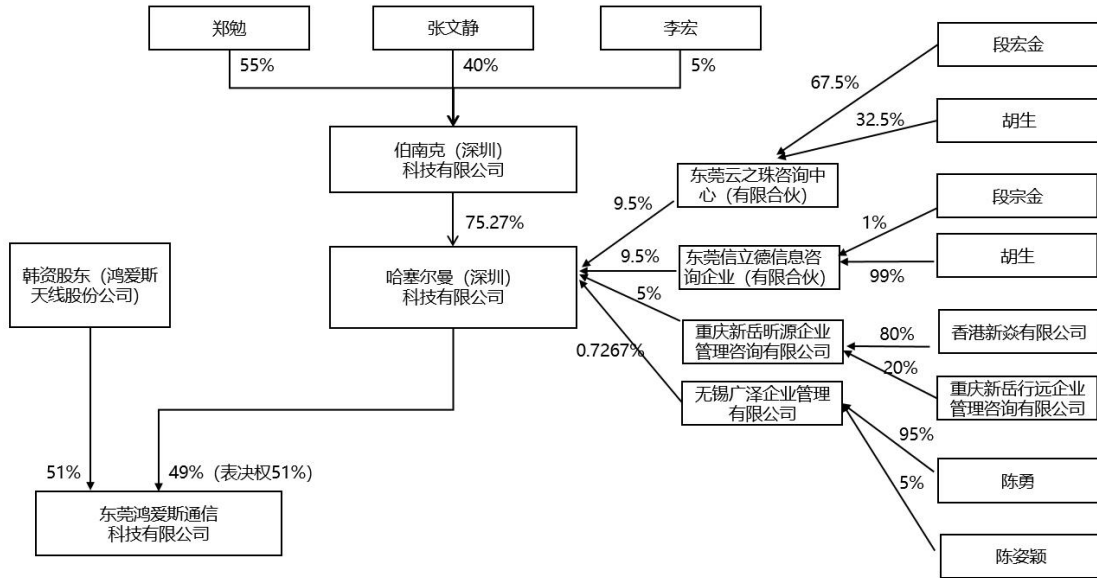 郑勉
张文静
李宏
段宏金
55%
40%
5%
67.5%
胡生
32.5%
伯南克（深圳）
科技有限公司
东莞云之珠咨询中
心（有限合伙）
段宗金
9.5%
1%
75.27%
韩资股东（鸿爱斯
天线股份公司）
哈塞尔曼（深圳）
科技有限公司
9.5%
东莞信立德信息咨
询企业（有限合伙）
胡生
99%
5%
重庆新岳昕源企业
管理咨询有限公司
80%
香港新焱有限公司
0.7267%
20%
无锡广泽企业管理
有限公司
重庆新岳行远企业
管理咨询有限公司
95%
51%
49%（表决权51%）
5%
陈勇
东莞鸿爱斯通信
科技有限公司
陈姿颖